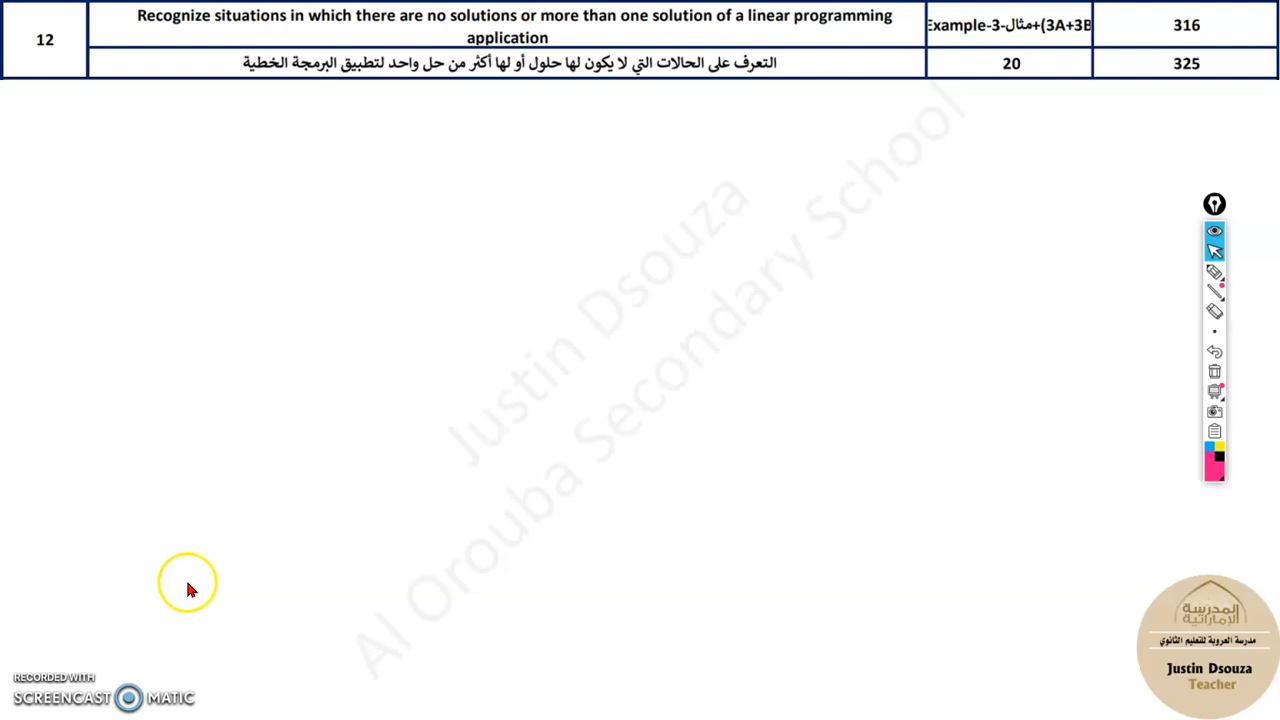 12
Recognize situations in which there are no solutions or more than one solution of a linear programming
application
Example-3-مثال+(3A+3B
316
التعرف على الحالات التي لا يكون لها حلول أو لها أكثر من حل واحد لتطبيق البرمجة الخطية
20
325
Justin Dsouza
Al Orouba Secondary School
المدرسة
الإماراتية
مدرسة العروبة للتعليم الثانوي
Justin Dsouza
Teacher
RECORDED WITH
SCREENCAST MATIC